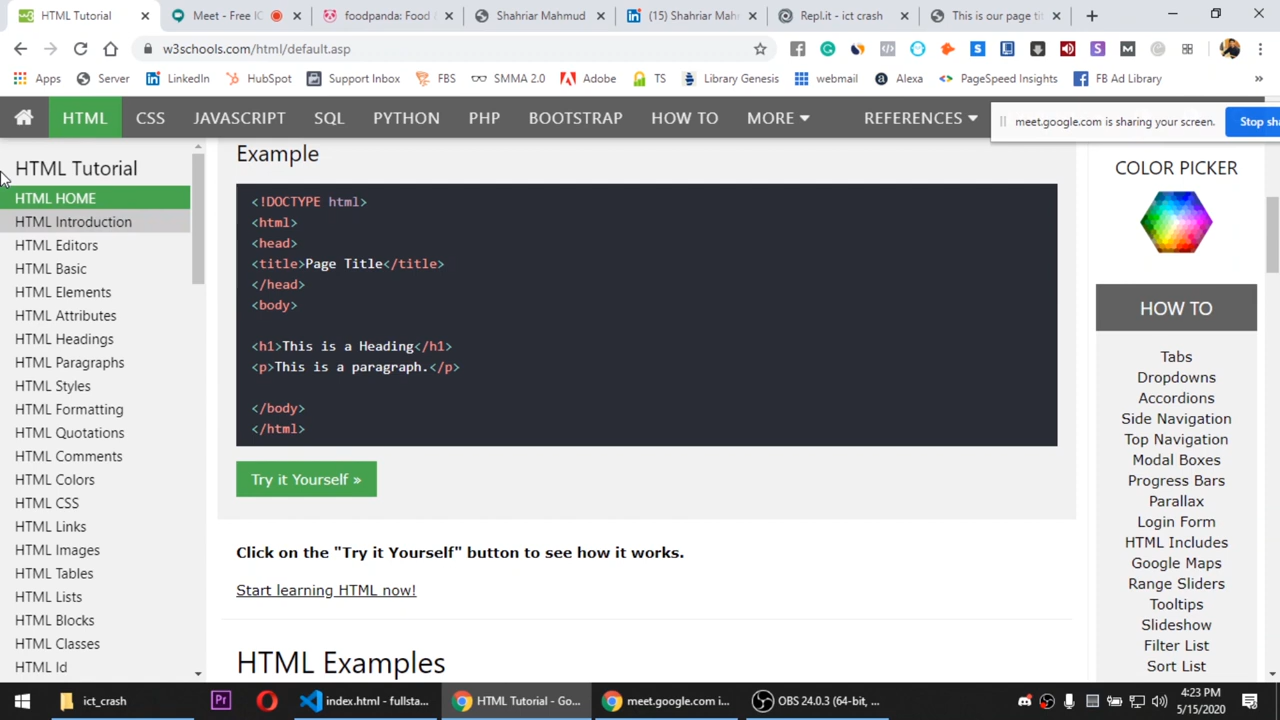 HTML Tutorial
Meet - Free IC
foodpanda: Food /
Shahriar Mahmud
(15) Shahriar Mahm
Repl.it - ict crash
This is our page tit
w3schools.com/html/default.asp
Apps
Server
LinkedIn
HubSpot
Support Inbox
FBS
SMMA 2.0
Adobe
TS
Library Genesis
webmail
Alexa
PageSpeed Insights
FB Ad Library
»
HTML
CSS
JAVASCRIPT
SQL
PYTHON
PHP
BOOTSTRAP
HOW TO
MORE
REFERENCES
meet.google.com is sharing your screen.
Stop sha
HTML Tutorial
HTML HOME
HTML Introduction
HTML Editors
HTML Basic
HTML Elements
HTML Attributes
HTML Headings
HTML Paragraphs
HTML Styles
HTML Formatting
HTML Quotations
HTML Comments
HTML Colors
HTML CSS
HTML Links
HTML Images
HTML Tables
HTML Lists
HTML Blocks
HTML Classes
HTML Id
Example
<!DOCTYPE html>
<html>
<head>
<title>Page Title</title>
</head>
<body>
<h1>This is a Heading</h1>
<p>This is a paragraph.</p>
</body>
</html>
Try it Yourself »
Click on the "Try it Yourself" button to see how it works.
Start learning HTML now!
HTML Examples
COLOR PICKER
HOW TO
Tabs
Dropdowns
Accordions
Side Navigation
Top Navigation
Modal Boxes
Progress Bars
Parallax
Login Form
HTML Includes
Google Maps
Range Sliders
Tooltips
Slideshow
Filter List
Sort List
ict_crash
Pr
index.html - fullsta...
HTML Tutorial - Go...
meet.google.com i...
OBS 24.0.3 (64-bit, ...
4:23 PM
5/15/2020